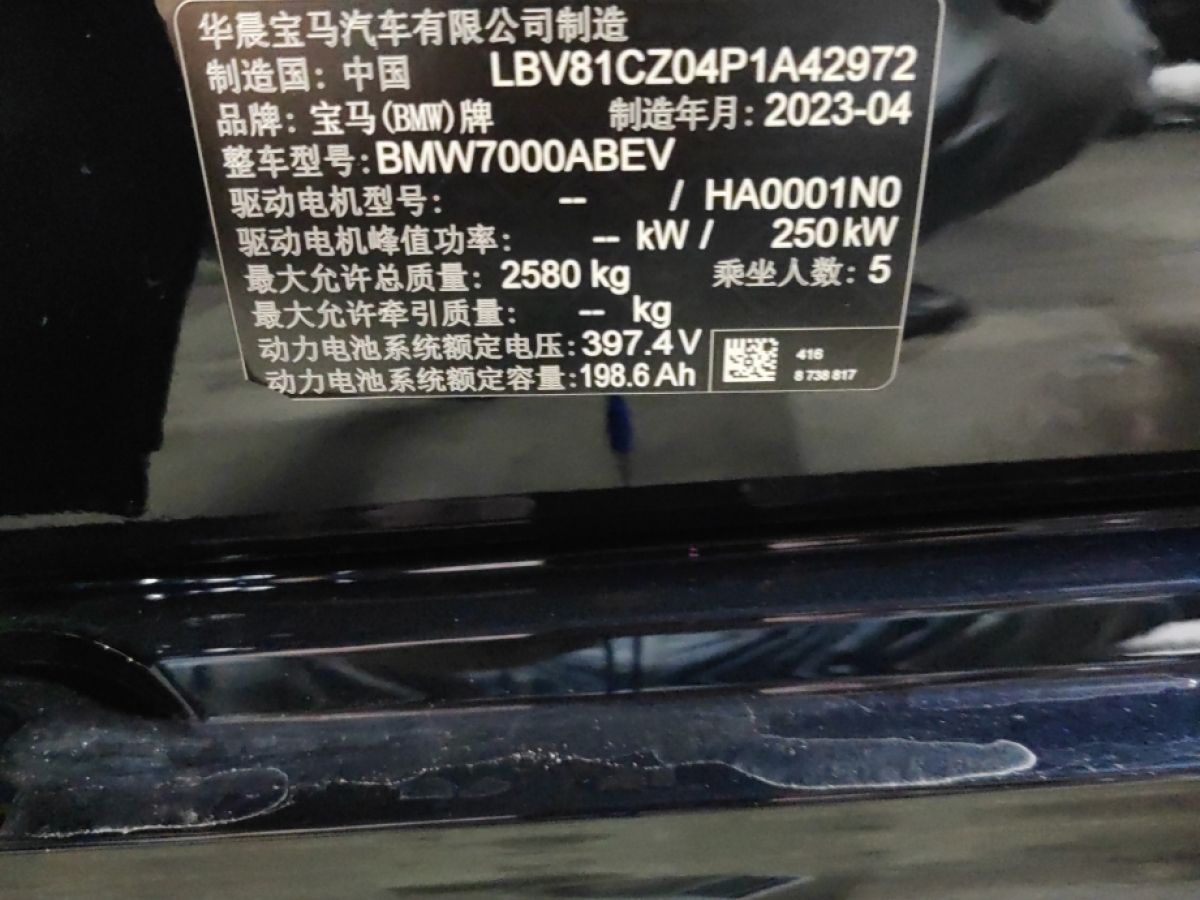 华晨宝马汽车有限公司制造
制造国：中国 LBV81CZ04P1A42972
品牌：宝马(BMW)牌 制造年月：2023-04
整车型号：BMW7000ABEV
驱动电机型号： -- / HA0001N0
驱动电机峰值功率： -- kW / 250 kW
最大允许总质量：2580 kg 乘坐人数：5
最大允许牵引质量： -- kg
动力电池系统额定电压：397.4 V
动力电池系统额定容量：198.6 Ah
416
8 738 817